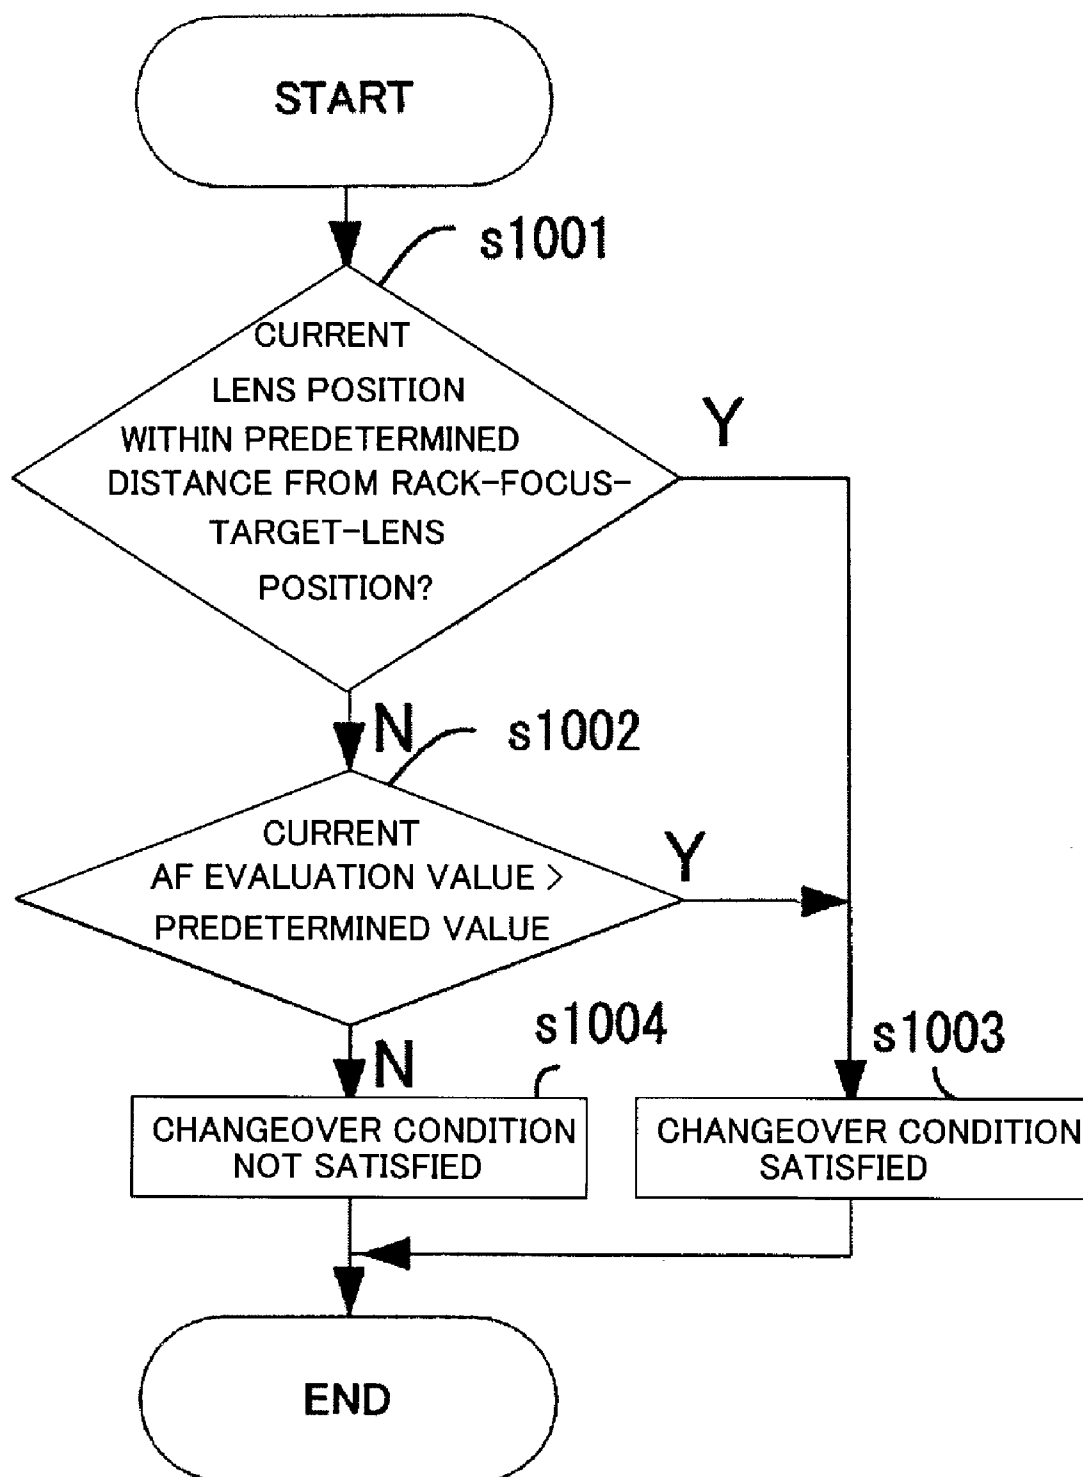 START
s1001
CURRENT
LENS POSITION
WITHIN PREDETERMINED
DISTANCE FROM RACK-FOCUS-
TARGET-LENS
POSITION?
Y
N
s1002
CURRENT
AF EVALUATION VALUE >
PREDETERMINED VALUE
Y
N
s1004
CHANGEOVER CONDITION
NOT SATISFIED
s1003
CHANGEOVER CONDITION
SATISFIED
END